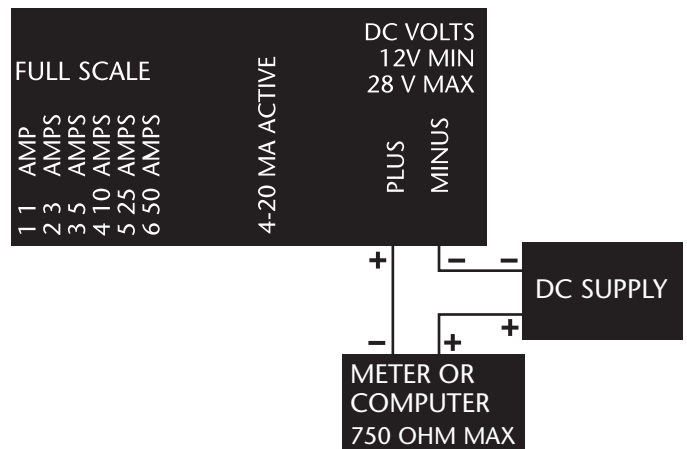 FULL SCALE
1 1 AMP
2 3 AMPS
3 5 AMPS
4 10 AMPS
5 25 AMPS
6 50 AMPS
4-20 MA ACTIVE
DC VOLTS
12V MIN
28 V MAX
PLUS
MINUS
+
–
–
DC SUPPLY
+
–
+
METER OR
COMPUTER
750 OHM MAX